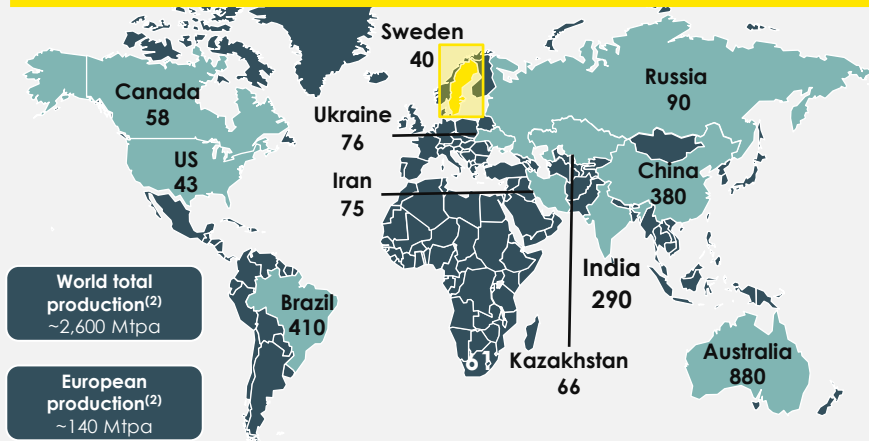 Sweden
40
Canada
58
Russia
90
Ukraine
76
US
43
China
380
Iran
75
India
290
World total
production(2)
~2,600 Mtpa
Brazil
410
61
Kazakhstan
66
Australia
880
European
production(2)
~140 Mtpa